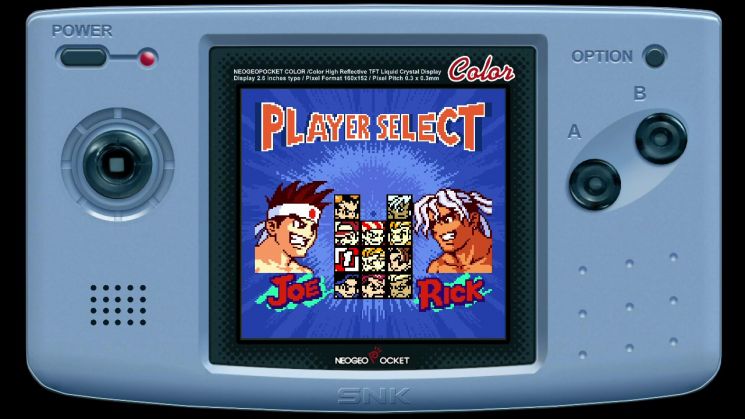 POWER
OPTION
B
A
NEOGEOPOCKET COLOR /Color High Reflective TFT Liquid Crystal Display
Display 2.6 inches type / Pixel Format 160x152 / Pixel Pitch 0.3 x 0.3mm
Color
PLAYER SELECT
JOE
RICK
NEOGEO POCKET
SNK